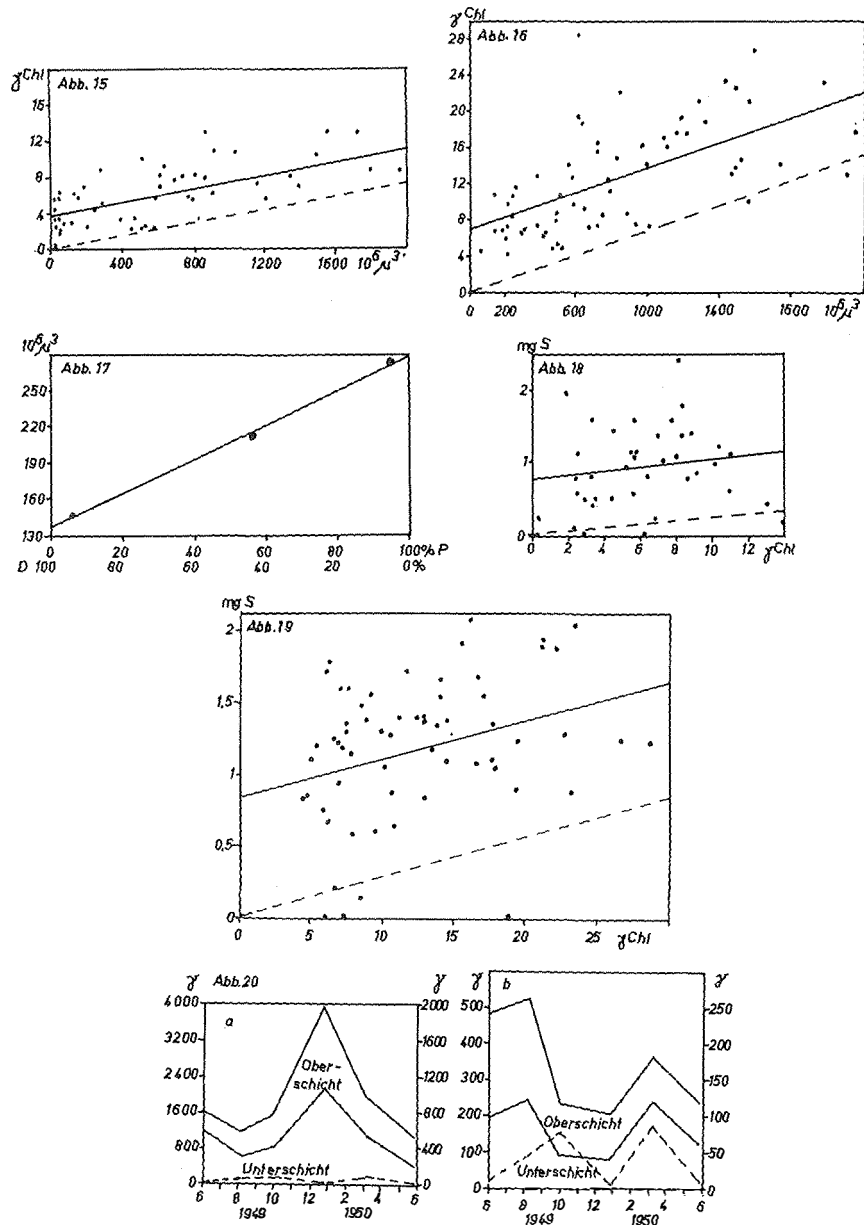 γChl Abb. 15
16
12
8
4
0
0 400 800 1200 1600 10⁶μ³
γChl Abb. 16
28
24
20
16
12
8
4
0
0 200 600 1000 1400 1600 10⁶μ³
10⁶μ³
Abb. 17
250
220
190
160
130
0 20 40 60 80 100% P
D 100 80 60 40 20 0%
mg S
Abb. 18
2
1
0
0 2 4 6 8 10 12
γChl
mg S
Abb. 19
2
1,5
1
0,5
0
0 5 10 15 20 25
γChl
γ Abb. 20 γ
4000 2000
3200 1600
a
2400 1200
Ober-
schicht
1600 800
800 400
Unterschicht
0 0
6 8 10 12 2 4 6
1949 1950
γ b γ
500 250
400 200
300 150
200 100
Oberschicht
100 50
Unterschicht
0 0
6 8 10 12 2 4 6
1949 1950